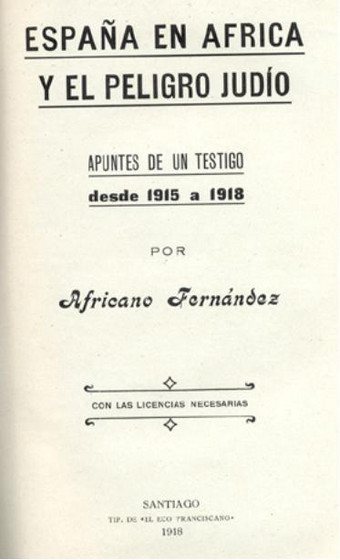 ESPAÑA EN AFRICA
Y EL PELIGRO JUDÍO
APUNTES DE UN TESTIGO
desde 1915 a 1918
POR
Africano Fernández
CON LAS LICENCIAS NECESARIAS
SANTIAGO
TIP. DE «EL ECO FRANCISCANO»
1918